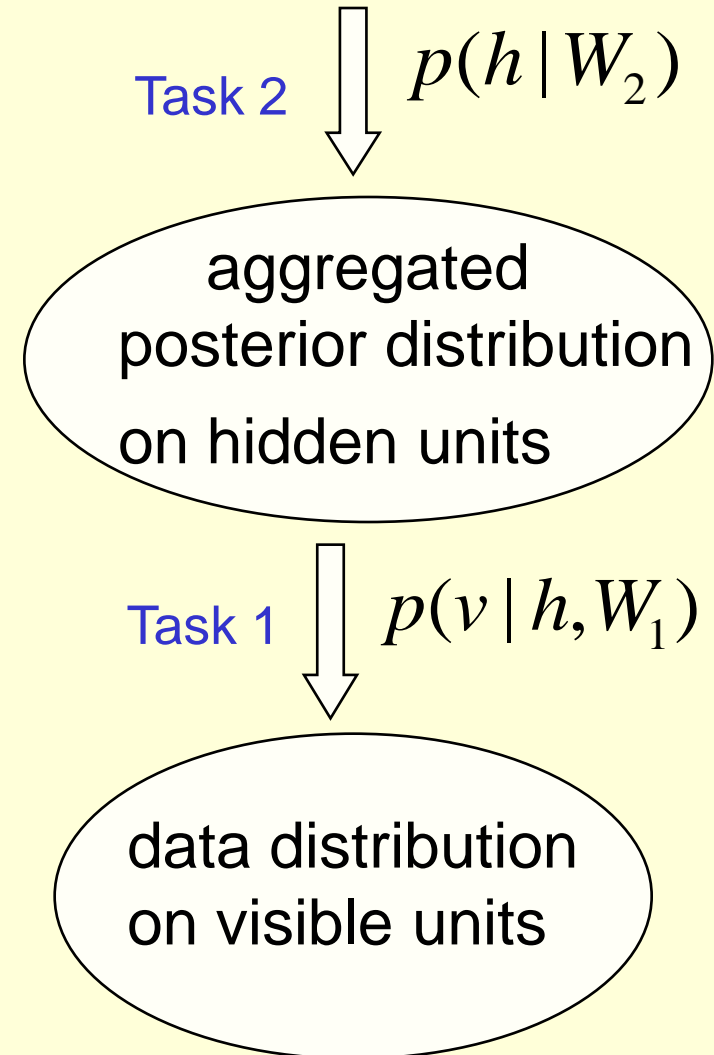 Task 2
p(h|W₂)
aggregated
posterior distribution
on hidden units
Task 1
p(v|h,W₁)
data distribution
on visible units